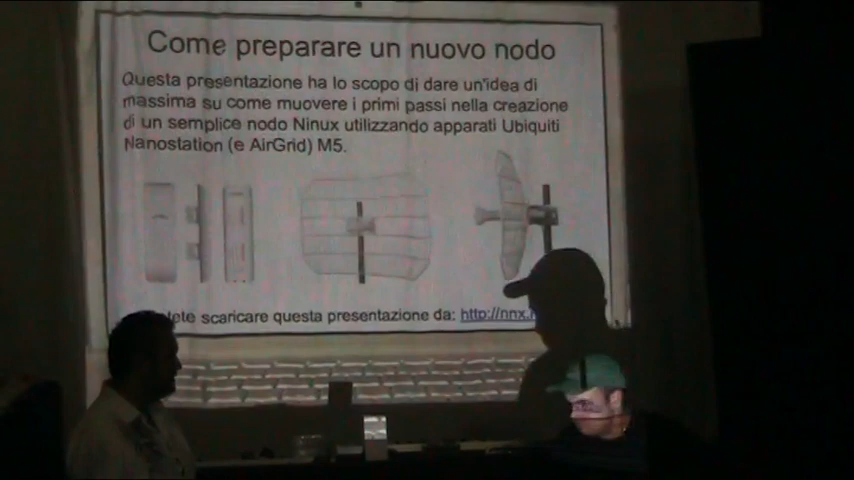 Come preparare un nuovo nodo
Questa presentazione ha lo scopo di dare un'idea di
massima su come muovere i primi passi nella creazione
di un semplice nodo Ninux utilizzando apparati Ubiquiti
Nanostation (e AirGrid) M5.
scaricare questa presentazione da: http://nnx.